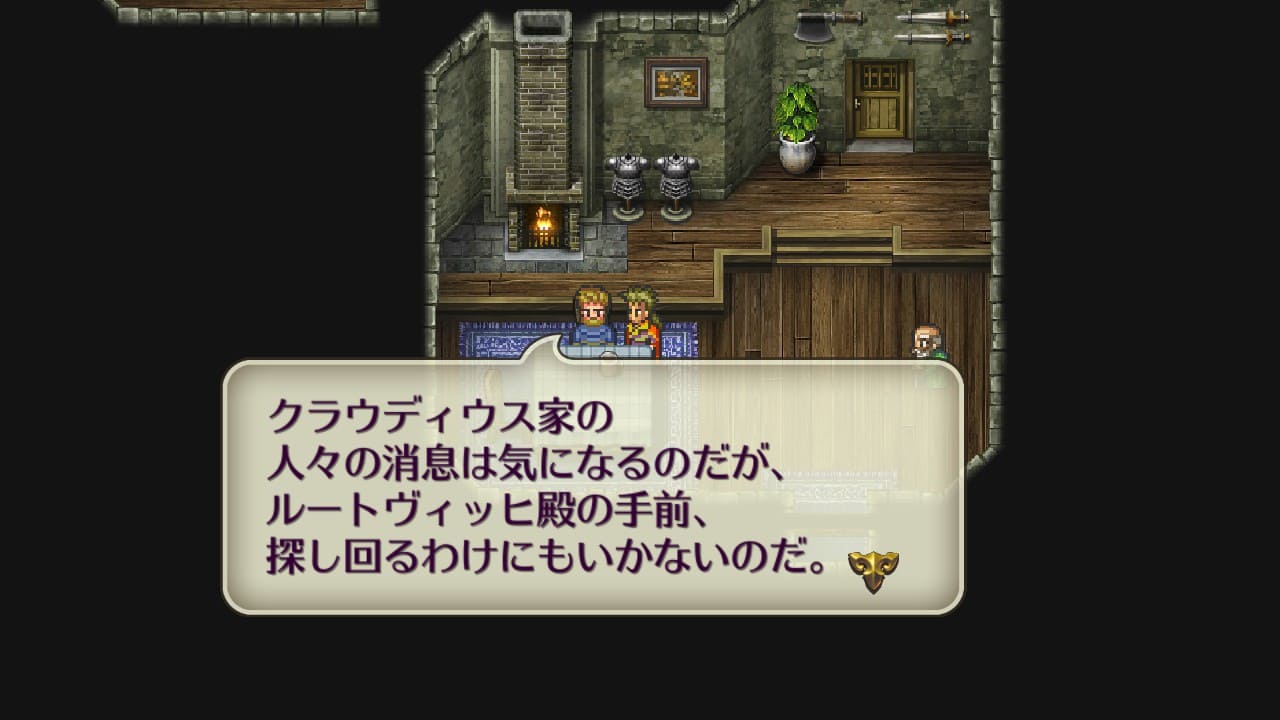 クラウディウス家の
人々の消息は気になるのだが、
ルートヴィッヒ殿の手前、
探し回るわけにもいかないのだ。